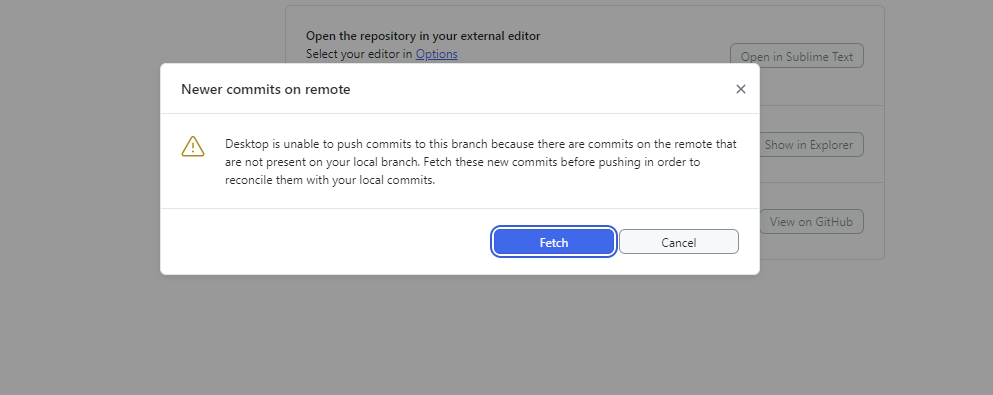 Open the repository in your external editor
Select your editor in Options
Open in Sublime Text
Newer commits on remote
Desktop is unable to push commits to this branch because there are commits on the remote that
are not present on your local branch. Fetch these new commits before pushing in order to
reconcile them with your local commits.
Show in Explorer
View on GitHub
Fetch
Cancel